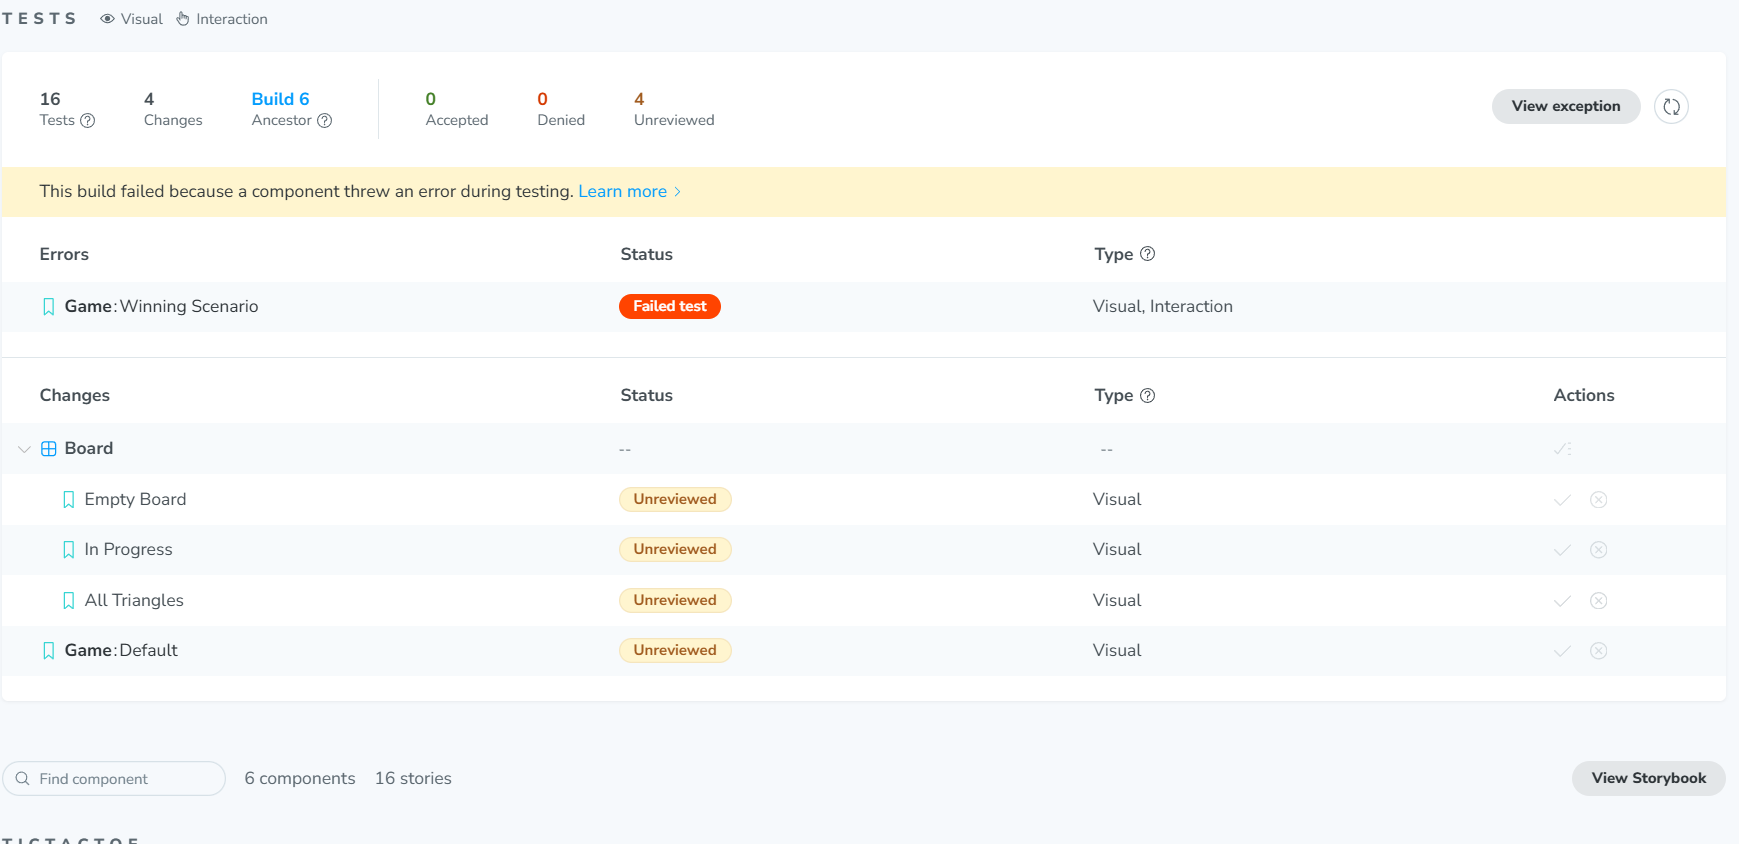 TESTS Visual Interaction
16 4 Build 6 0 0 4
Tests Changes Ancestor Accepted Denied Unreviewed
View exception
This build failed because a component threw an error during testing. Learn more
Errors Status Type
Game: Winning Scenario Failed test Visual, Interaction
Changes Status Type Actions
Board -- --
Empty Board Unreviewed Visual
In Progress Unreviewed Visual
All Triangles Unreviewed Visual
Game: Default Unreviewed Visual
Find component 6 components 16 stories View Storybook
TICTACTOE